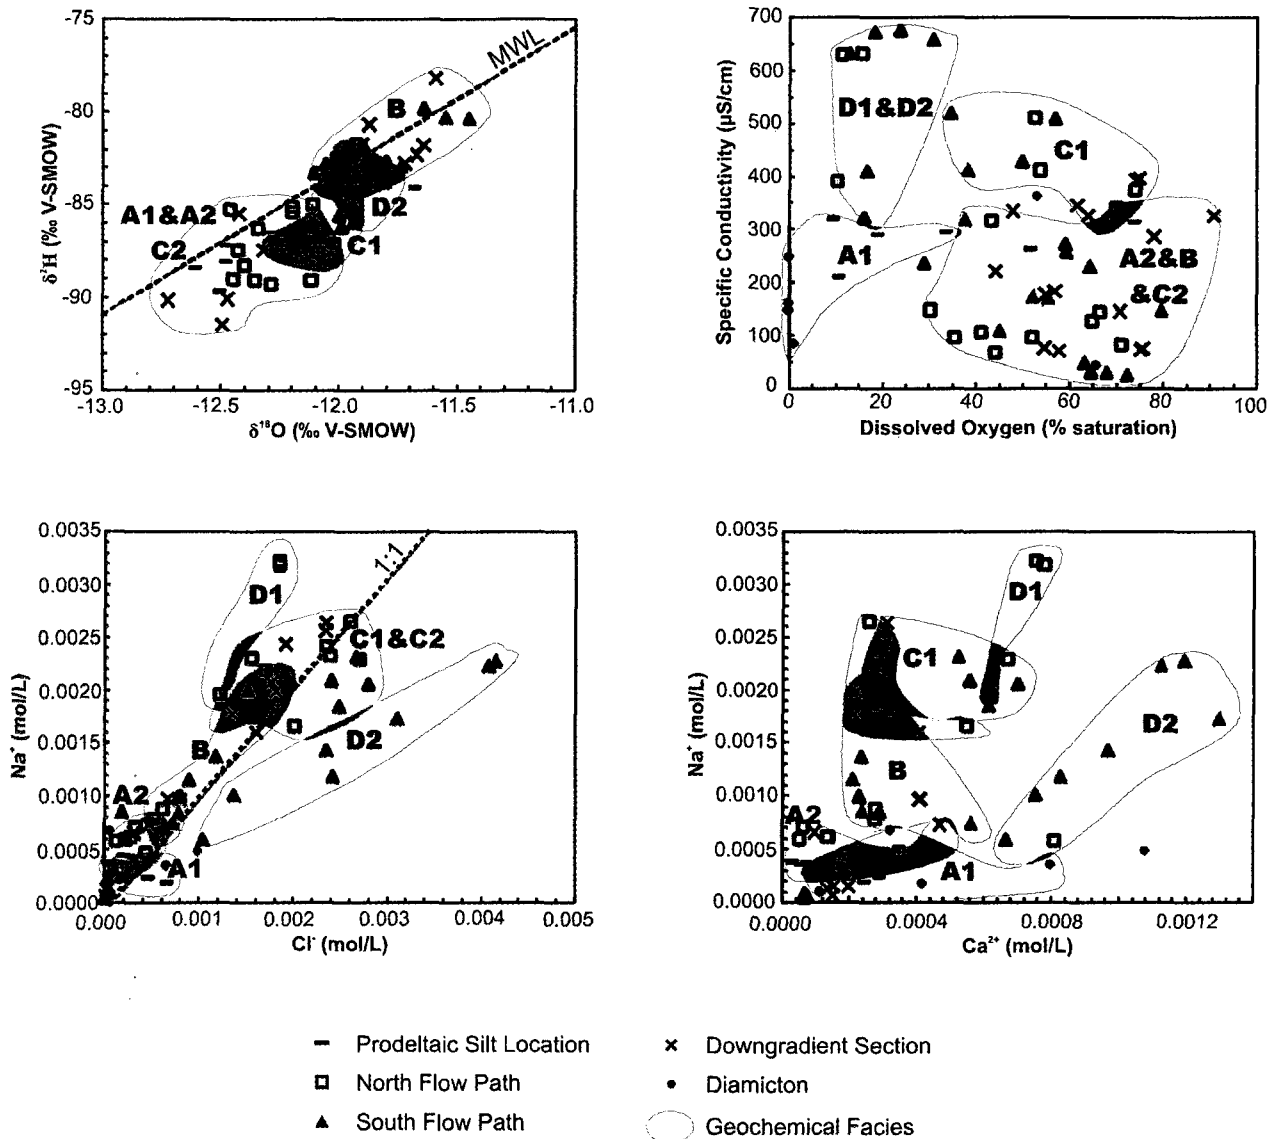 -75
-80
-85
-90
-95
-13.0
-12.5
-12.0
-11.5
-11.0
δ²H (‰ V-SMOW)
δ¹⁸O (‰ V-SMOW)
MWL
B
A1&A2
D2
C2
C1
700
600
500
400
300
200
100
0
0
20
40
60
80
100
Specific Conductivity (µS/cm)
Dissolved Oxygen (% saturation)
D1&D2
C1
A1
A2&B
&C2
0.0035
0.0030
0.0025
0.0020
0.0015
0.0010
0.0005
0.0000
0.000
0.001
0.002
0.003
0.004
0.005
Na⁺ (mol/L)
Cl⁻ (mol/L)
1:1
D1
C1&C2
B
D2
A2
A1
0.0035
0.0030
0.0025
0.0020
0.0015
0.0010
0.0005
0.0000
0.0000
0.0004
0.0008
0.0012
Na⁺ (mol/L)
Ca²⁺ (mol/L)
D1
C1
D2
B
A2
A1
Prodeltaic Silt Location
North Flow Path
South Flow Path
Downgradient Section
Diamicton
Geochemical Facies